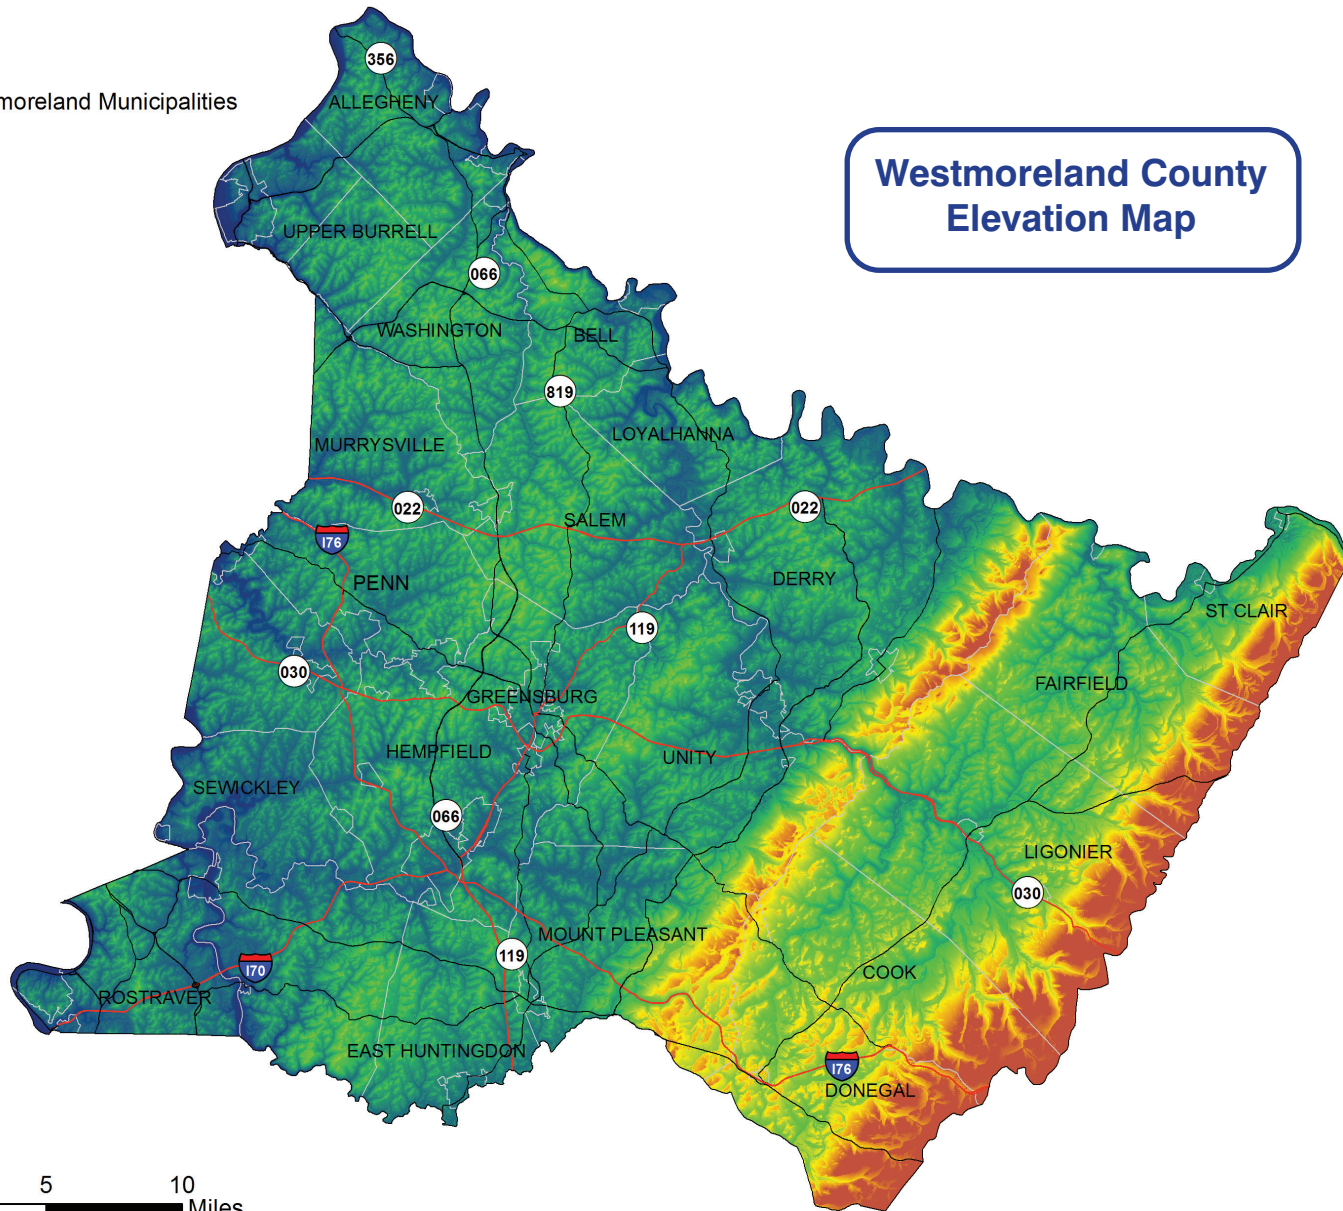 356
moreland Municipalities
ALLEGHENY
Westmoreland County
Elevation Map
UPPER BURRELL
066
WASHINGTON
BELL
819
LOYALHANNA
MURRYSVILLE
022
022
SALEM
I76
PENN
DERRY
ST CLAIR
119
030
FAIRFIELD
GREENSBURG
HEMPFIELD
UNITY
SEWICKLEY
066
LIGONIER
030
MOUNT PLEASANT
119
I70
COOK
ROSTRAVER
EAST HUNTINGDON
I76
DONEGAL
5 10
Miles